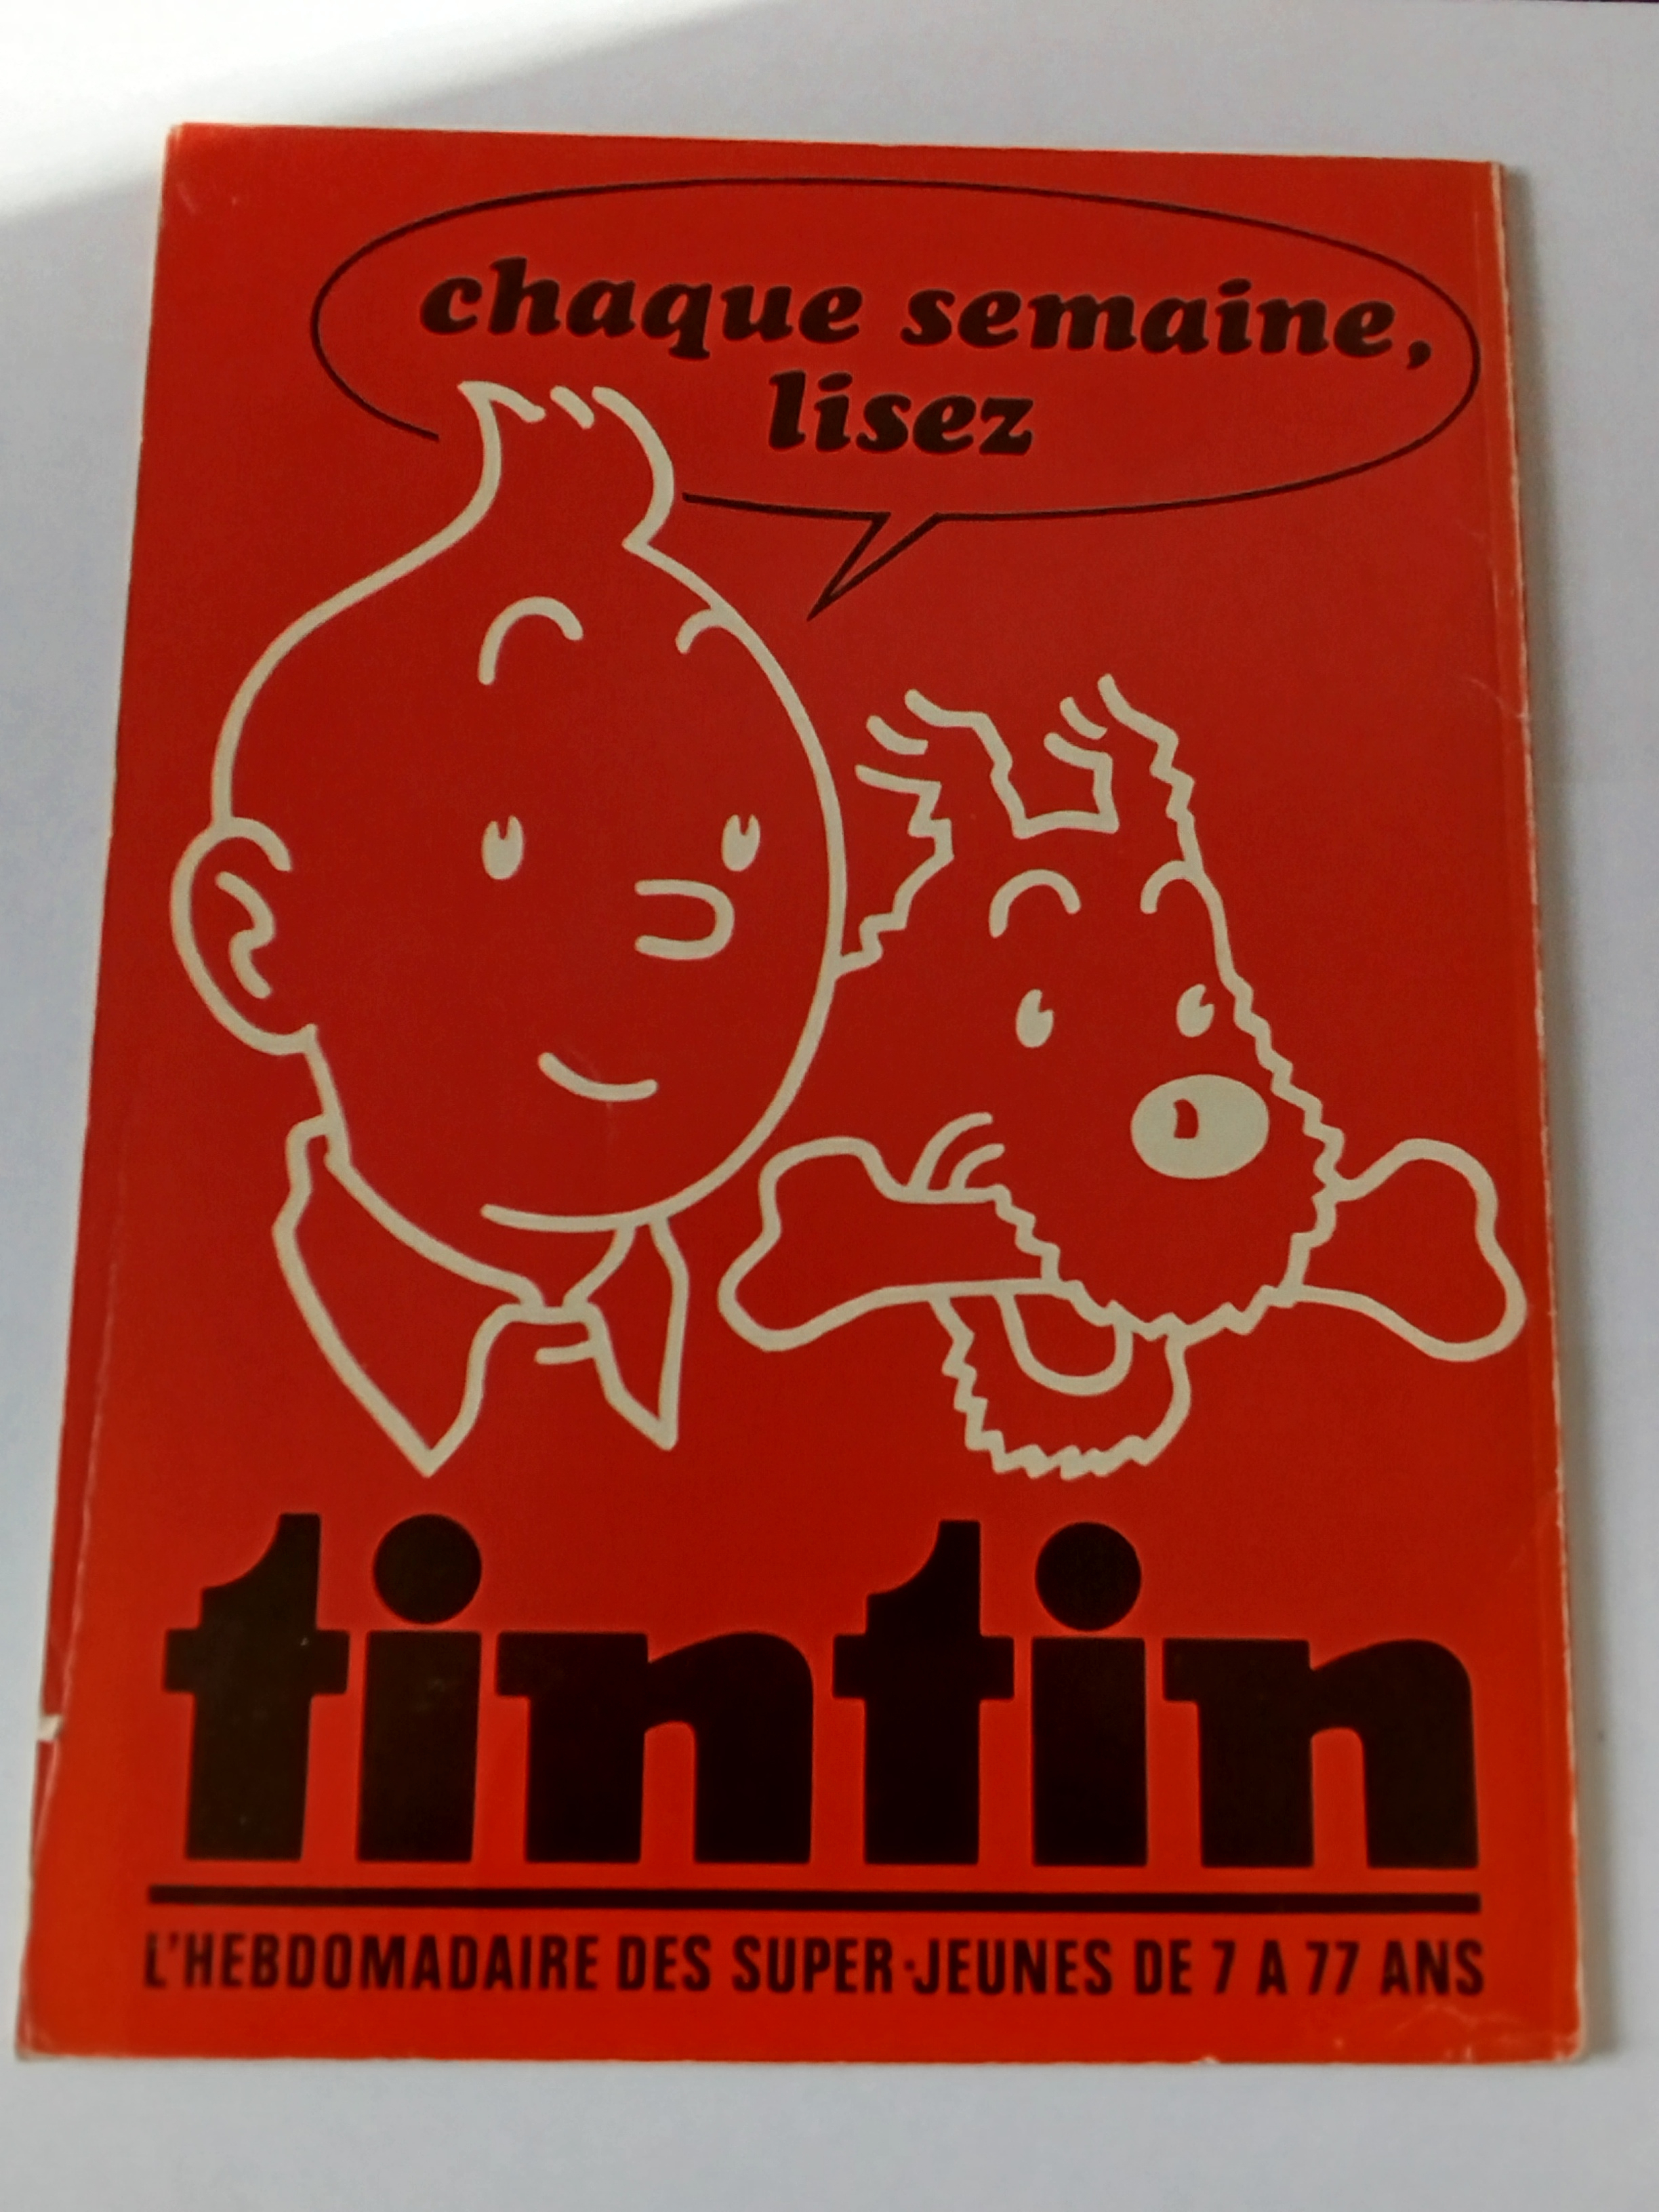 chaque semaine,
lisez
tintin
L'HEBDOMADAIRE DES SUPER-JEUNES DE 7 A 77 ANS